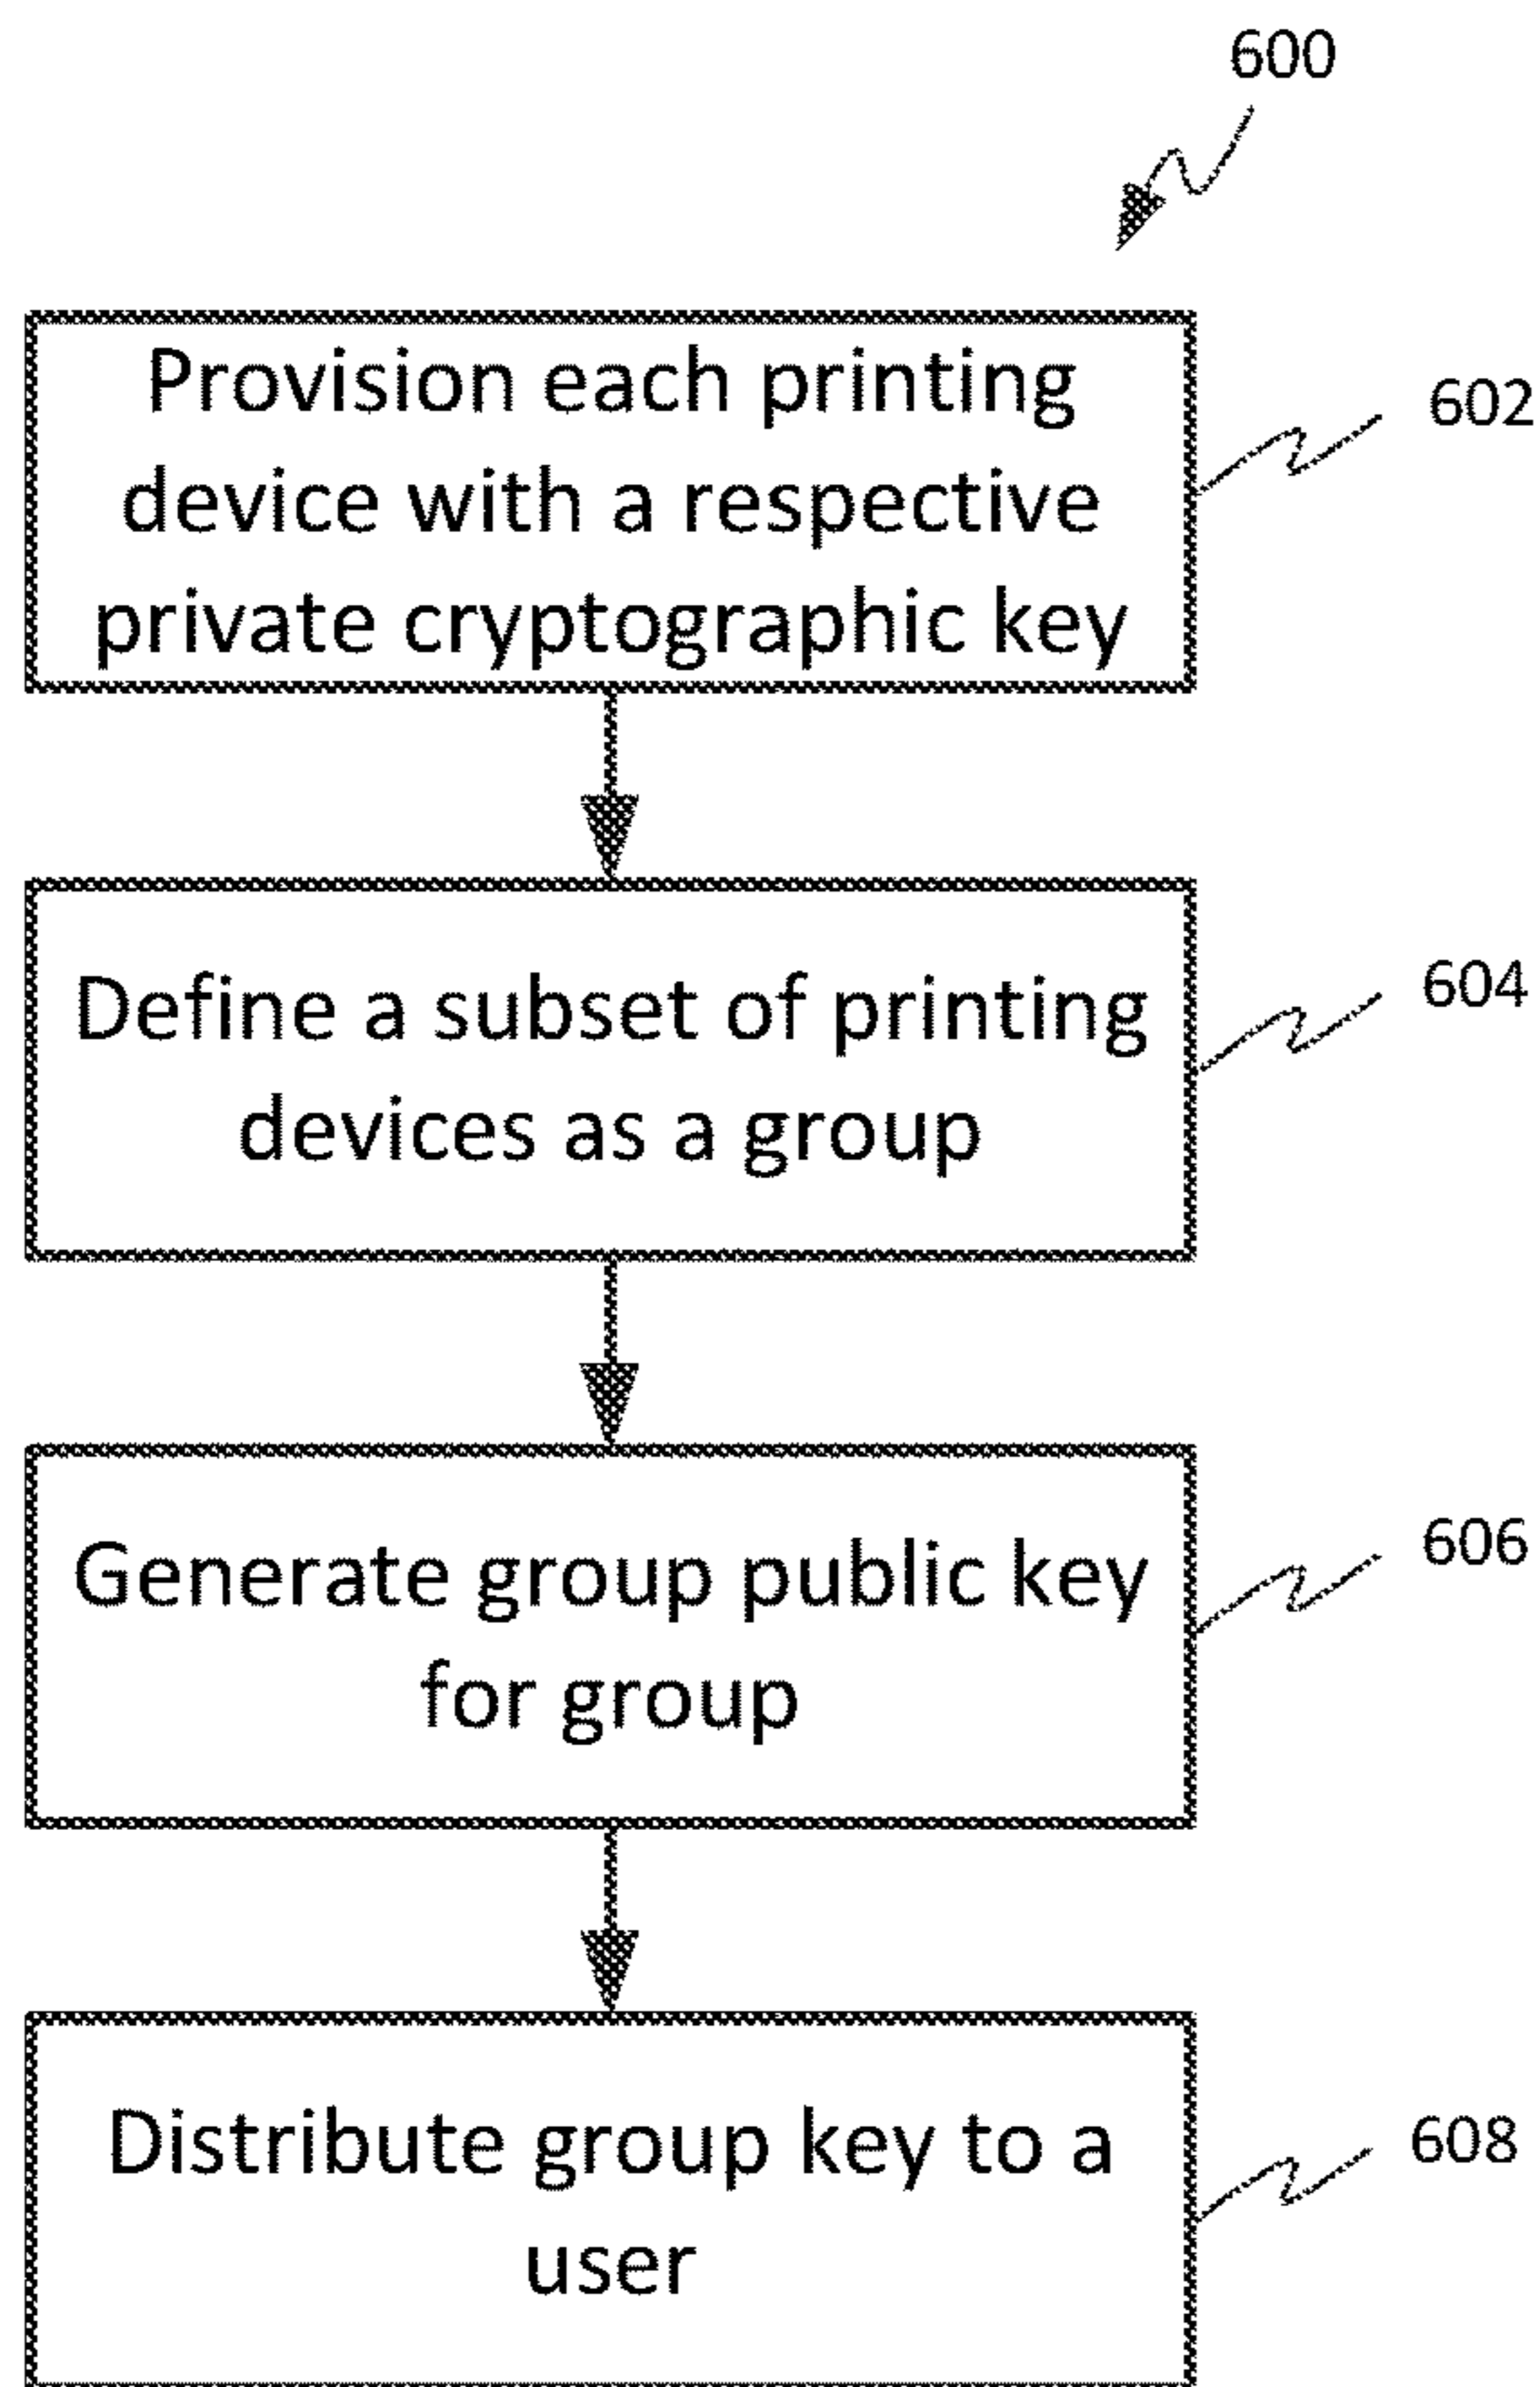 600
Provision each printing
device with a respective
private cryptographic key
602
Define a subset of printing
devices as a group
604
Generate group public key
for group
606
Distribute group key to a
user
608